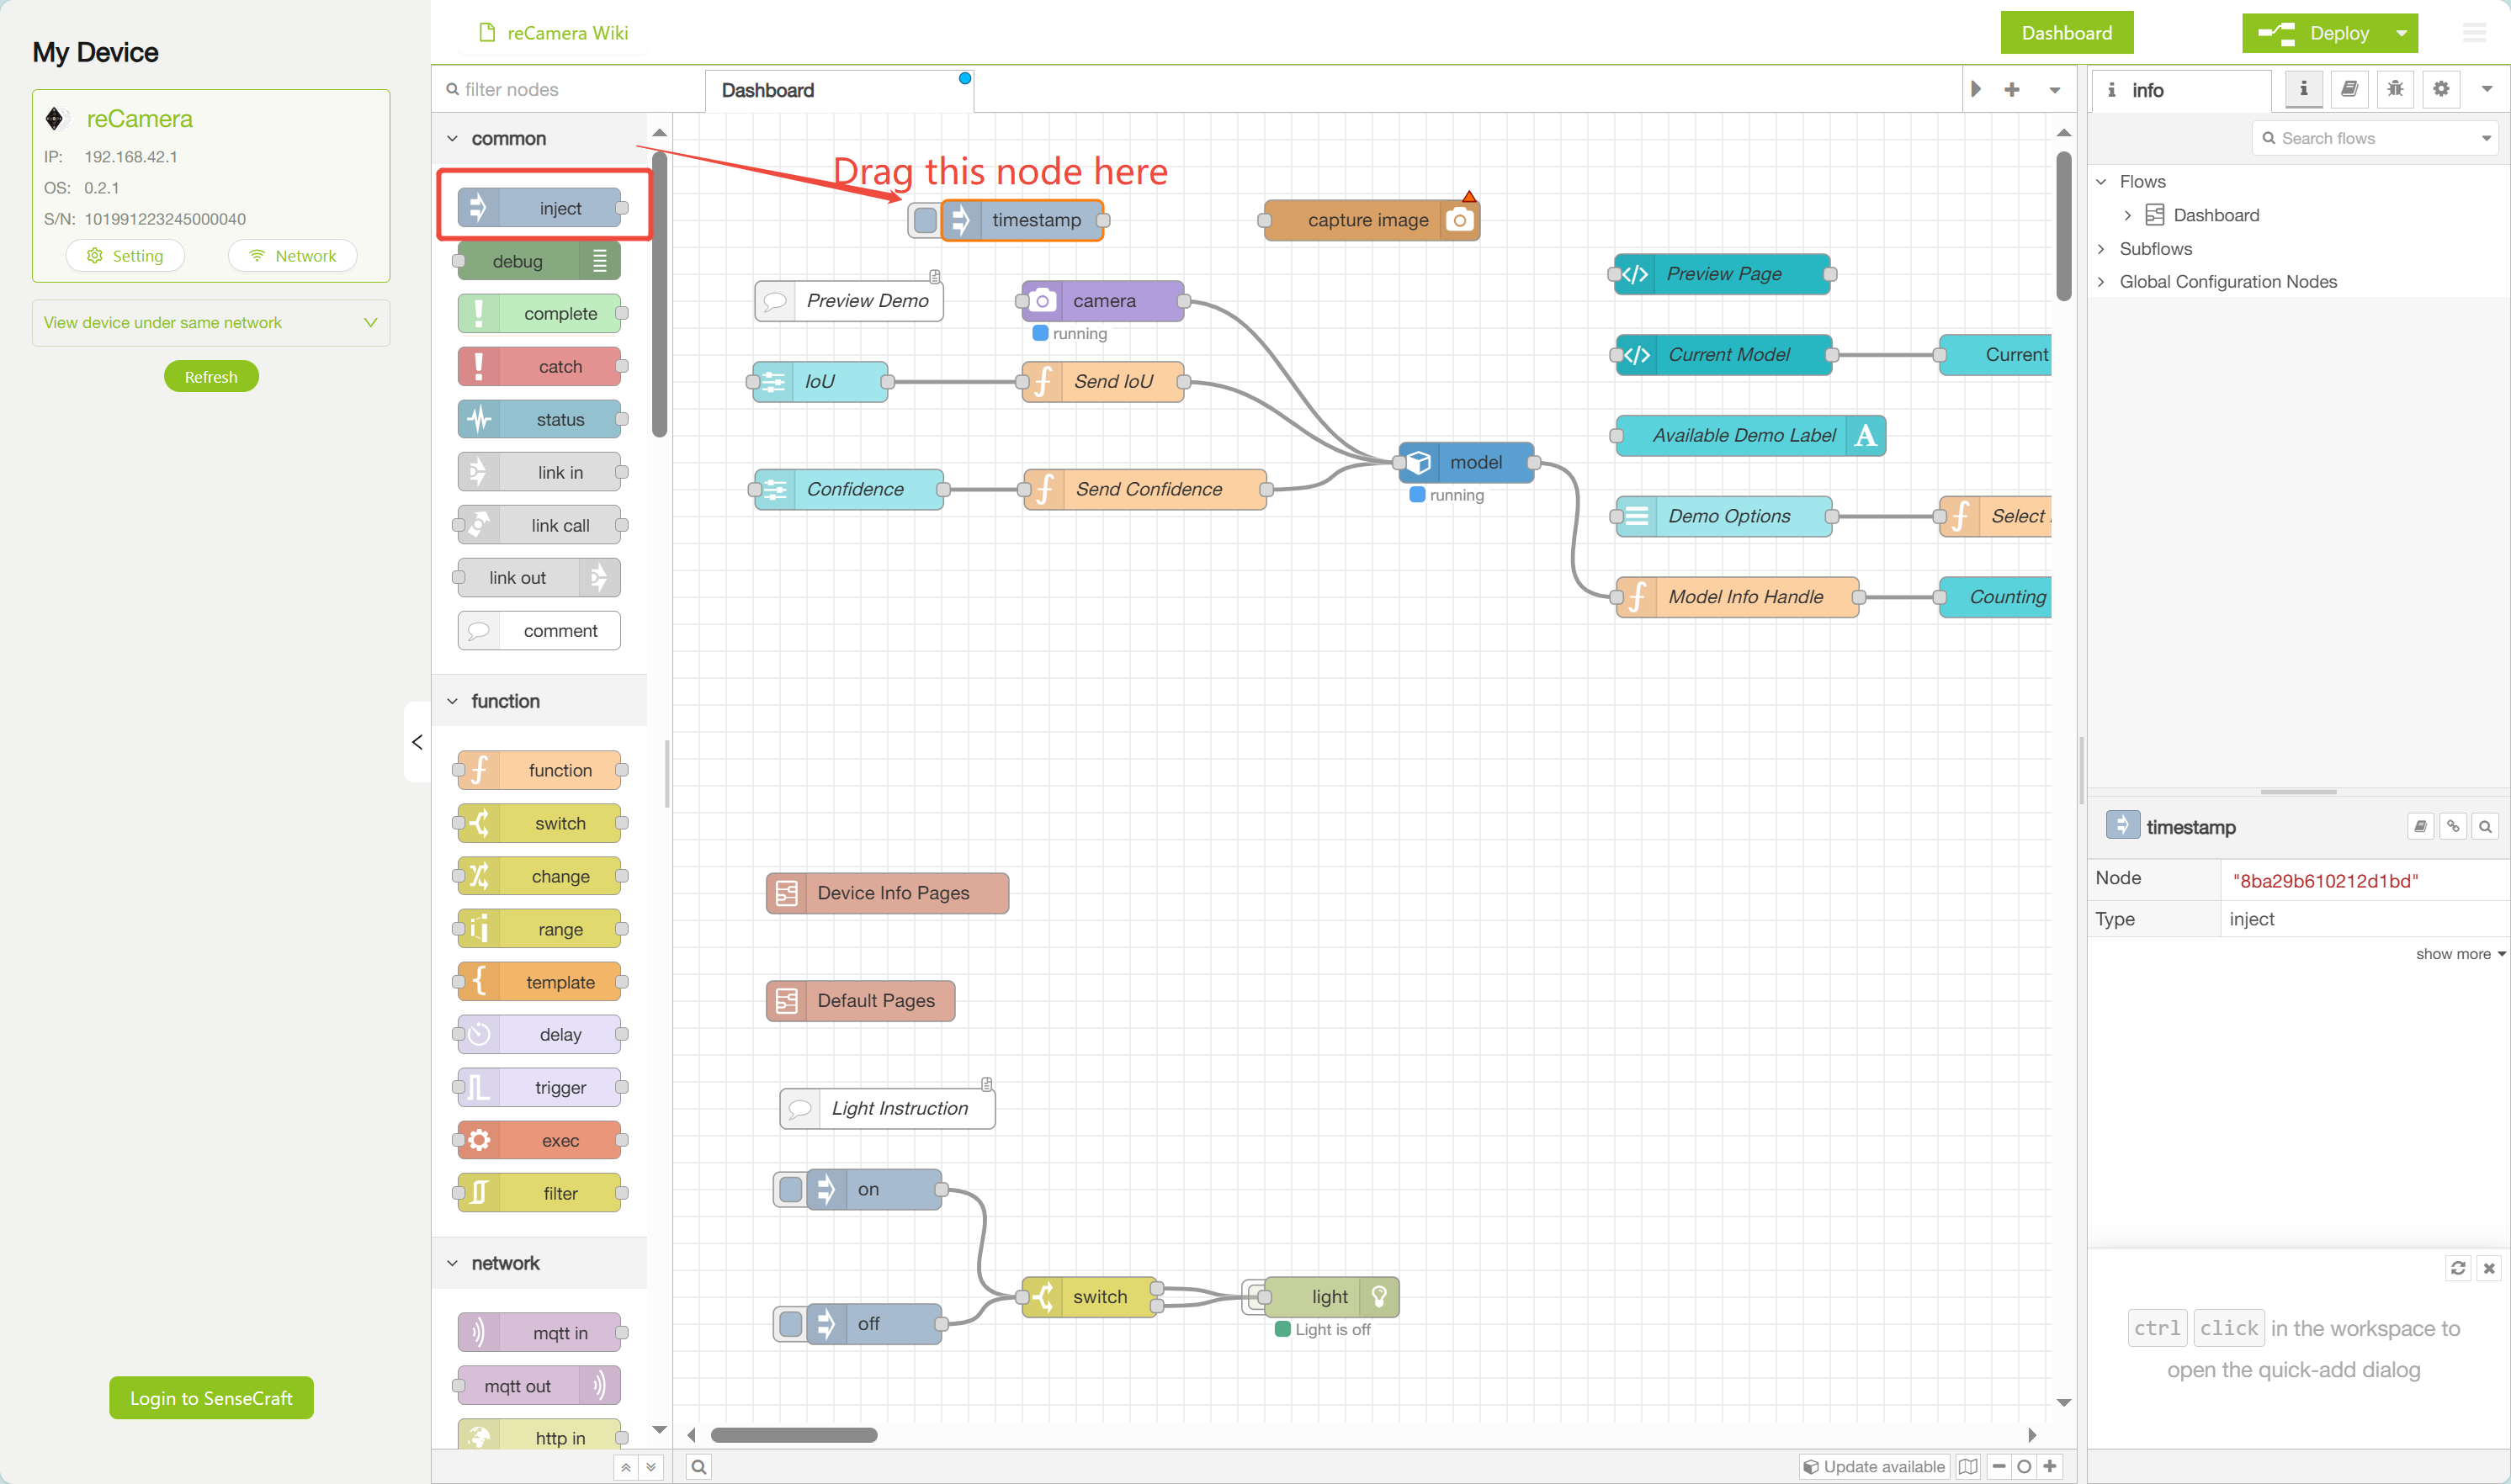 My Device
reCamera
IP: 192.168.42.1
OS: 0.2.1
S/N: 101991223245000040
Setting
Network
View device under same network
Refresh
Login to SenseCraft
reCamera Wiki
Dashboard
Deploy
filter nodes
common
inject
debug
complete
catch
status
link in
link call
link out
comment
function
function
switch
change
range
template
delay
trigger
exec
filter
network
mqtt in
mqtt out
http in
Dashboard
Drag this node here
timestamp
capture image
Preview Demo
camera
running
IoU
Send IoU
Confidence
Send Confidence
model
running
Preview Page
Current Model
Current
Available Demo Label
A
Demo Options
Select
Model Info Handle
Counting
Device Info Pages
Default Pages
Light Instruction
on
off
switch
light
Light is off
Update available
info
Search flows
Flows
Dashboard
Subflows
Global Configuration Nodes
timestamp
Node "8ba29b610212d1bd"
Type inject
show more
ctrl click in the workspace to
open the quick-add dialog